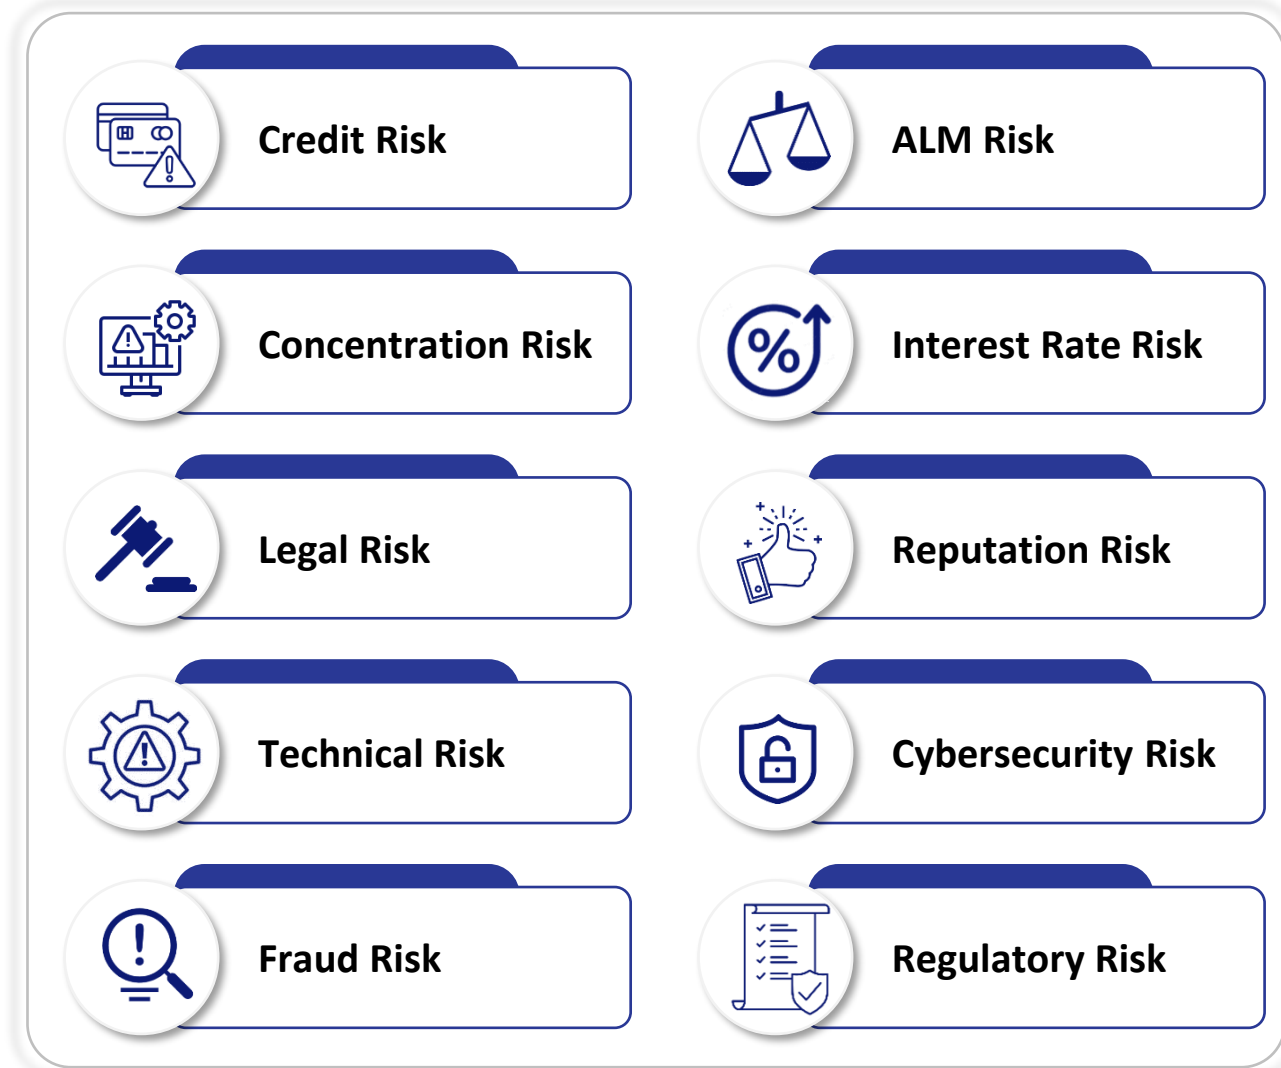 Credit Risk
ALM Risk
Concentration Risk
Interest Rate Risk
Legal Risk
Reputation Risk
Technical Risk
Cybersecurity Risk
Fraud Risk
Regulatory Risk